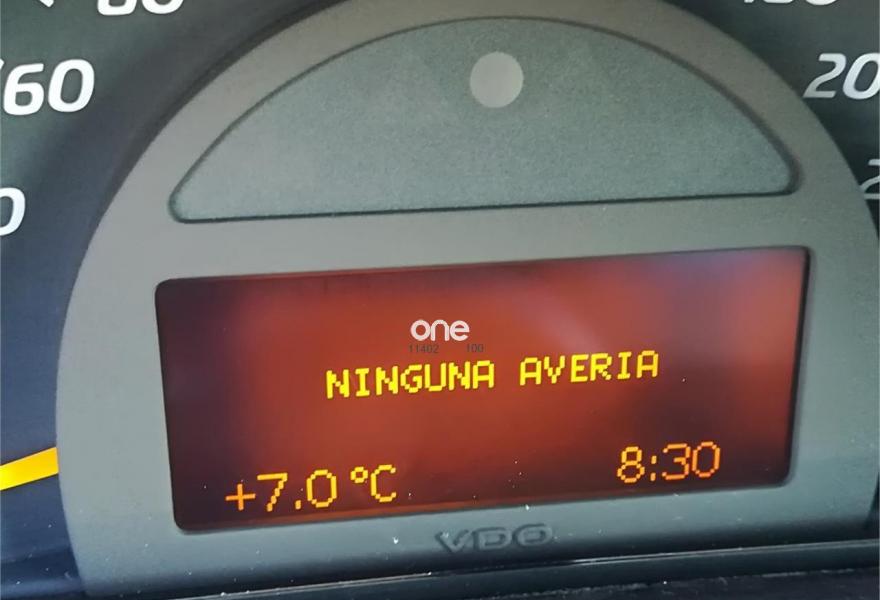 60
20
one
11402 100
NINGUNA AVERIA
+7.0 °C 8:30
VDO